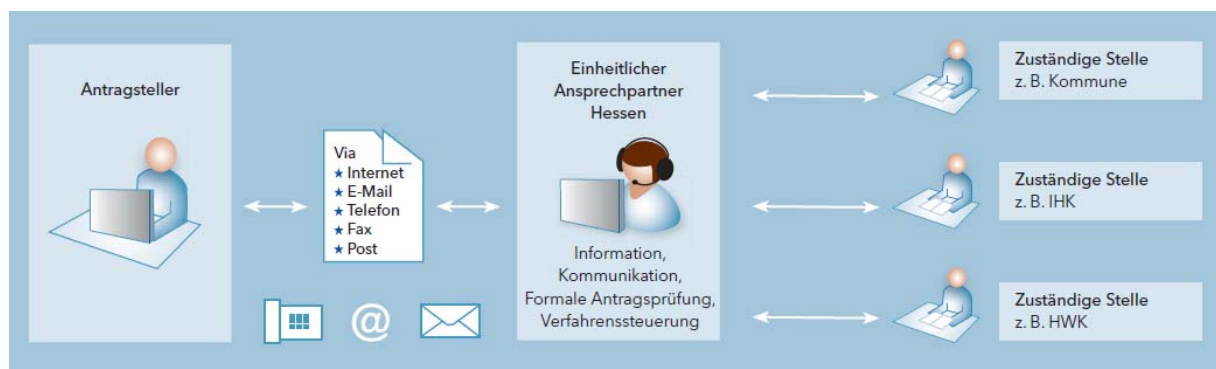 Antragsteller
Via
★ Internet
★ E-Mail
★ Telefon
★ Fax
★ Post
@
Einheitlicher
Ansprechpartner
Hessen
Information,
Kommunikation,
Formale Antragsprüfung,
Verfahrenssteuerung
Zuständige Stelle
z. B. Kommune
Zuständige Stelle
z. B. IHK
Zuständige Stelle
z. B. HWK